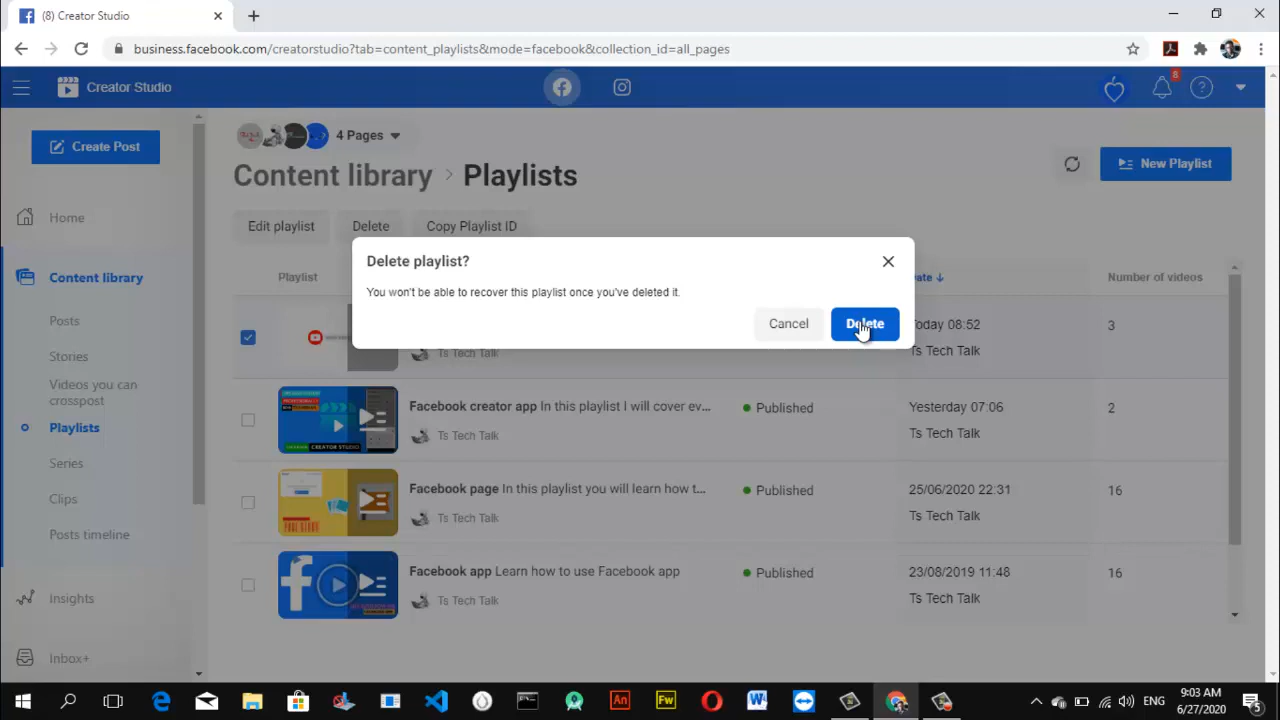 (8) Creator Studio
business.facebook.com/creatorstudio?tab=content_playlists&mode=facebook&collection_id=all_pages
Creator Studio
8
Create Post
4 Pages
Content library > Playlists
New Playlist
Home
Edit playlist
Delete
Copy Playlist ID
Delete playlist?
You won't be able to recover this playlist once you've deleted it.
Cancel
Delete
Content library
Posts
Stories
Videos you can
crosspost
Playlists
Series
Clips
Posts timeline
Insights
Inbox+
Playlist
ate ↓
Number of videos
Today 08:52
3
Ts Tech Talk
Ts Tech Talk
Facebook creator app In this playlist I will cover ev...
Published
Yesterday 07:06
2
Ts Tech Talk
Ts Tech Talk
CREATOR STUDIO
Facebook page In this playlist you will learn how t...
Published
25/06/2020 22:31
16
Ts Tech Talk
Ts Tech Talk
Facebook app Learn how to use Facebook app
Published
23/08/2019 11:48
16
Ts Tech Talk
Ts Tech Talk
An
Fw
ENG
9:03 AM
6/27/2020
5